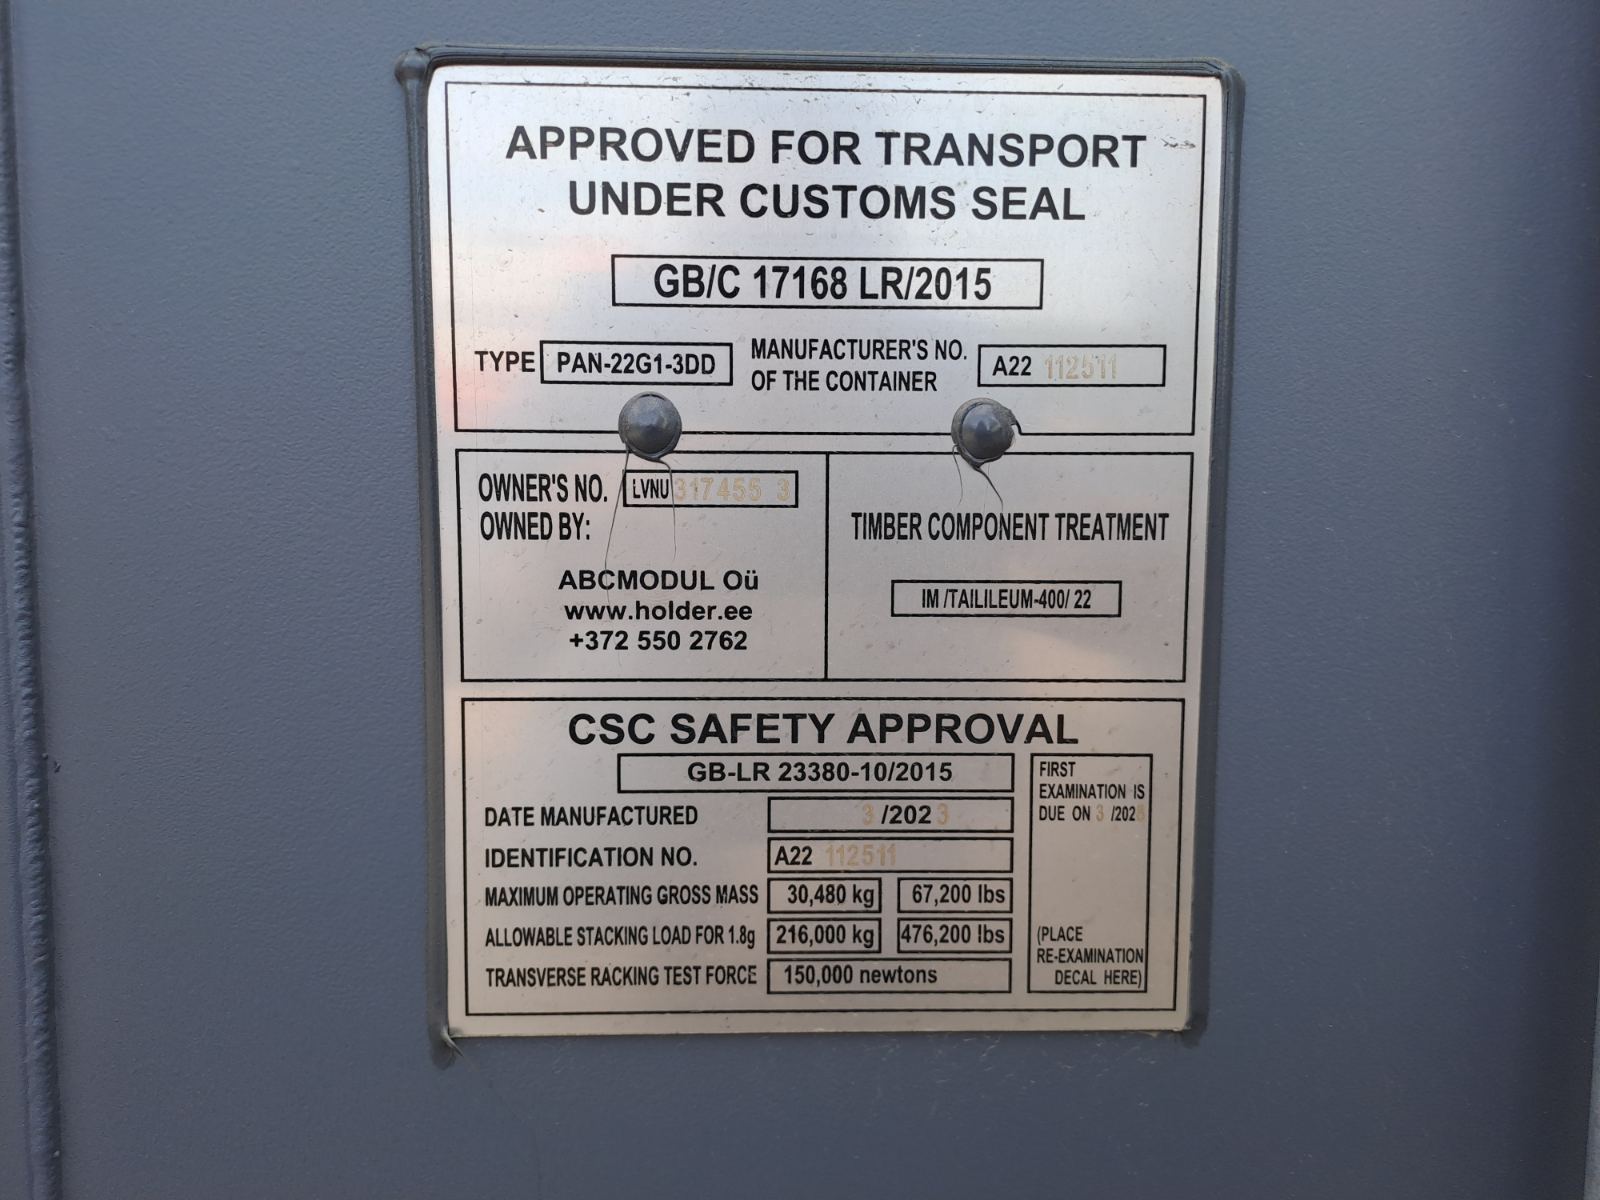 APPROVED FOR TRANSPORT
UNDER CUSTOMS SEAL
GB/C 17168 LR/2015
TYPE PAN-22G1-3DD MANUFACTURER'S NO. OF THE CONTAINER A22 112511
OWNER'S NO. LVNU 317455 3
OWNED BY:
ABCMODUL Oü
www.holder.ee
+372 550 2762
TIMBER COMPONENT TREATMENT
IM /TAILILEUM-400/ 22
CSC SAFETY APPROVAL
GB-LR 23380-10/2015
DATE MANUFACTURED 3 /2023
IDENTIFICATION NO. A22 112511
MAXIMUM OPERATING GROSS MASS 30,480 kg 67,200 lbs
ALLOWABLE STACKING LOAD FOR 1.8g 216,000 kg 476,200 lbs
TRANSVERSE RACKING TEST FORCE 150,000 newtons
FIRST
EXAMINATION IS
DUE ON 3
(PLACE
RE-EXAMINATION
DECAL HERE)